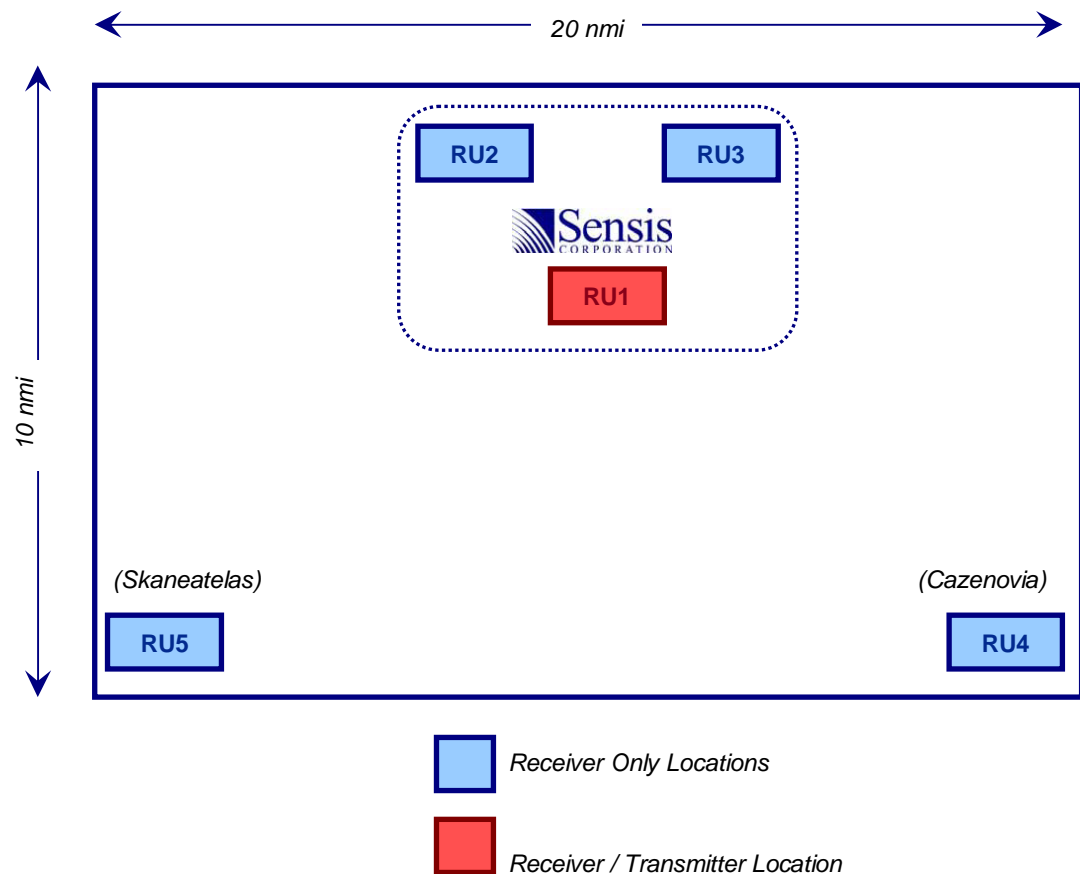 20 nmi
RU2
RU3
Sensis
CORPORATION
RU1
10 nmi
(Skaneatelas)
(Cazenovia)
RU5
RU4
Receiver Only Locations
Receiver / Transmitter Location